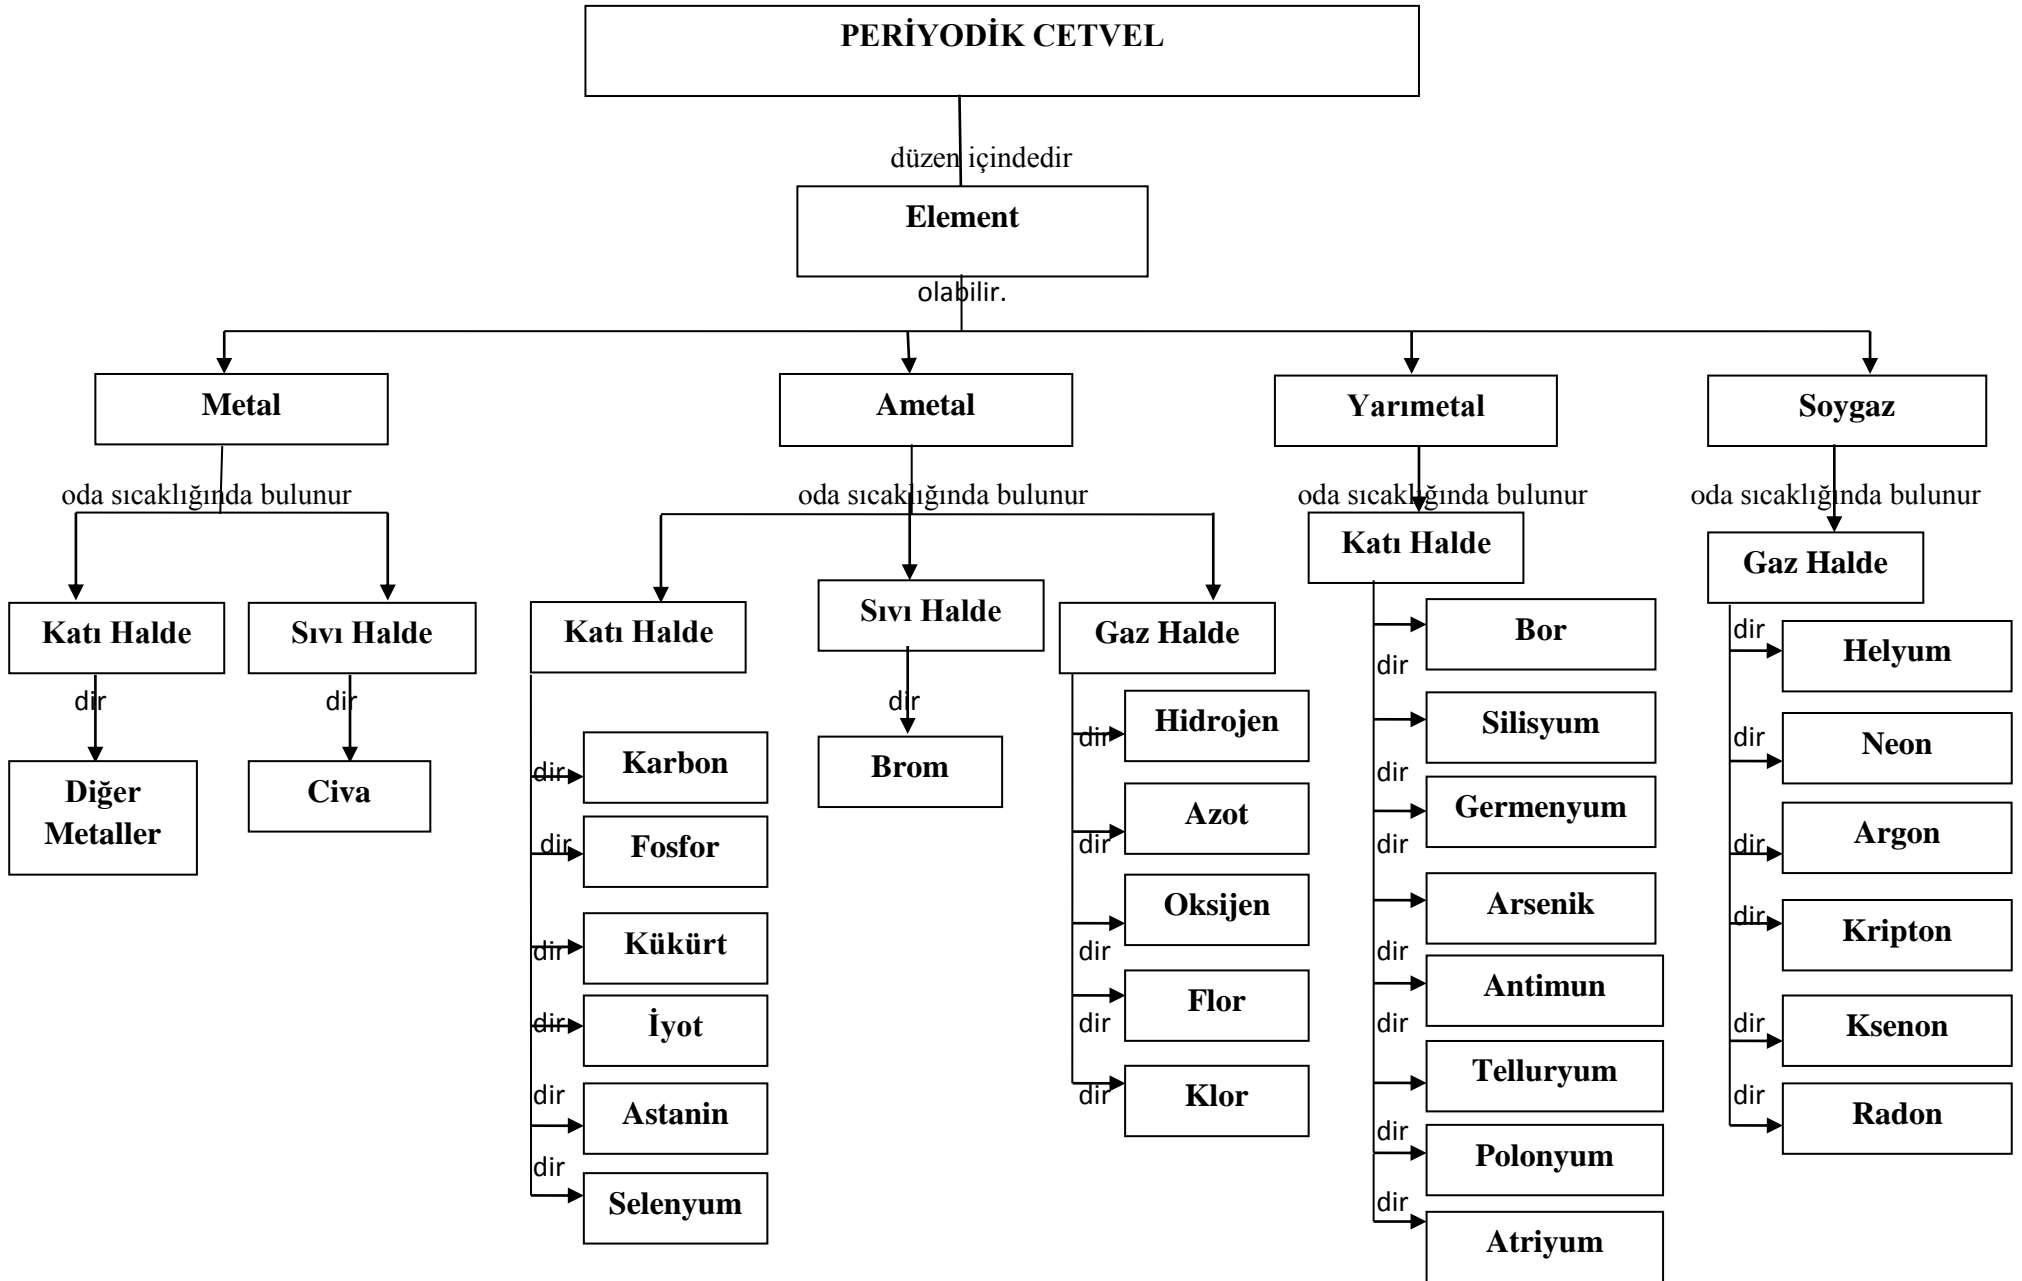 PERİYODİK CETVEL
düzen içindedir
Element
olabilir.
Metal
Ametal
Yarımetal
Soygaz
oda sıcaklığında bulunur
oda sıcaklığında bulunur
oda sıcaklığında bulunur
oda sıcaklığında bulunur
Katı Halde
Sıvı Halde
dir
dir
Diğer
Metaller
Civa
Katı Halde
dir
Karbon
dir
Fosfor
dir
Kükürt
dir
İyot
dir
Astanin
dir
Selenyum
Sıvı Halde
dir
Brom
Gaz Halde
dir
Hidrojen
dir
Azot
Oksijen
dir
Flor
dir
Klor
dir
Katı Halde
Bor
dir
Silisyum
dir
Germenyum
dir
Arsenik
dir
Antimun
dir
Telluryum
dir
Polonyum
dir
Atriyum
Gaz Halde
dir
Helyum
dir
Neon
dir
Argon
dir
Kripton
dir
Ksenon
dir
Radon